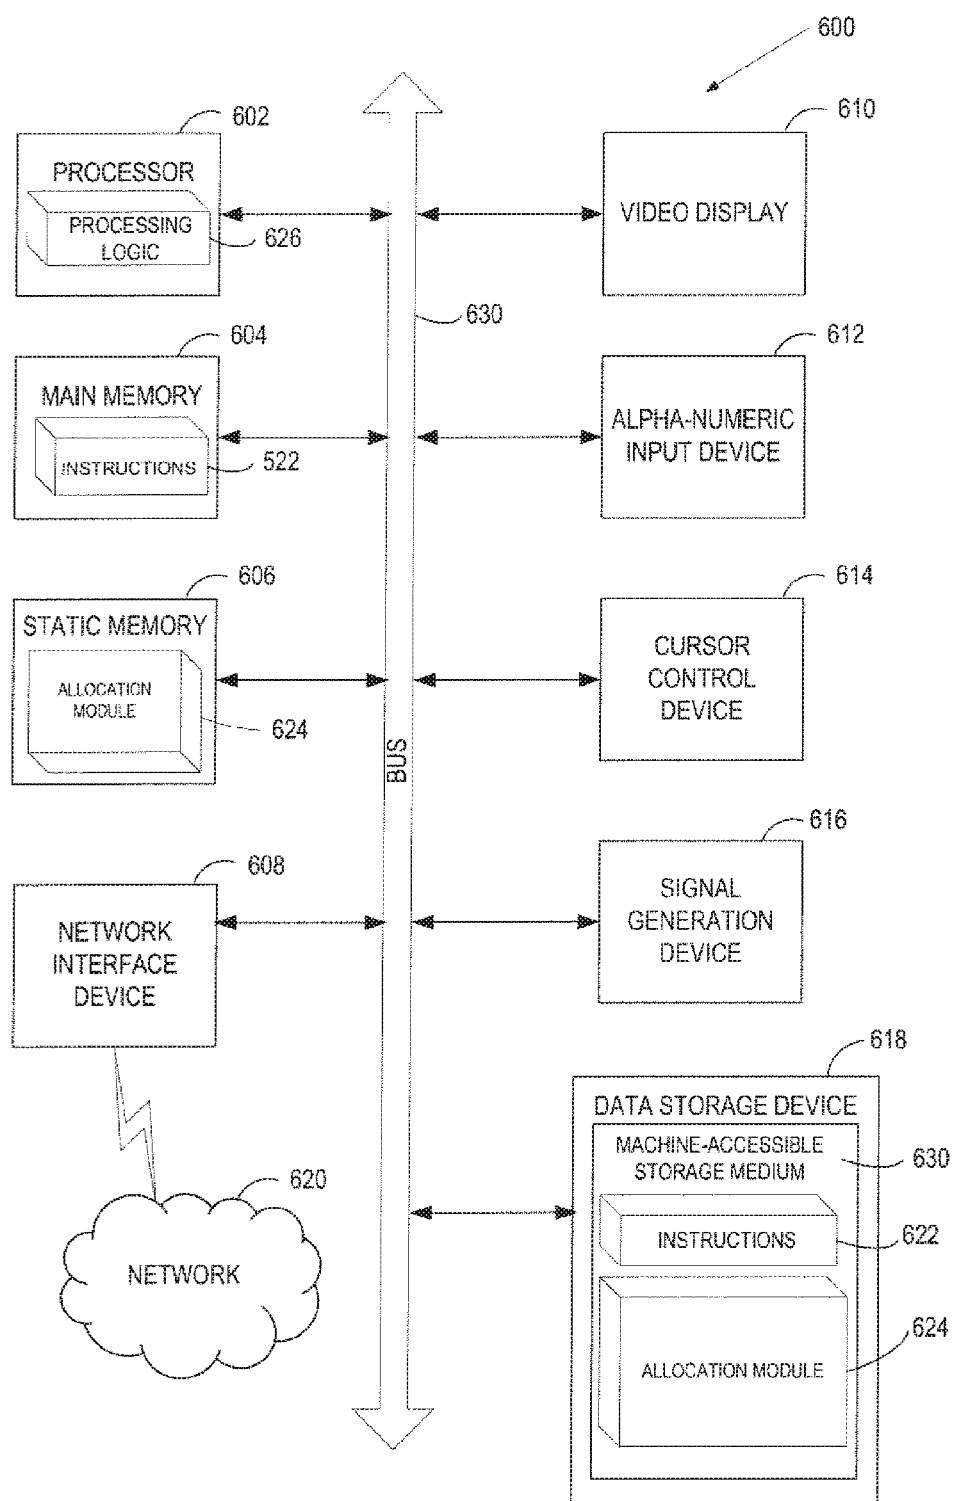 600
602
PROCESSOR
PROCESSING
LOGIC
626
610
VIDEO DISPLAY
630
604
MAIN MEMORY
INSTRUCTIONS
522
612
ALPHA-NUMERIC
INPUT DEVICE
606
STATIC MEMORY
ALLOCATION
MODULE
624
614
CURSOR
CONTROL
DEVICE
BUS
608
NETWORK
INTERFACE
DEVICE
616
SIGNAL
GENERATION
DEVICE
620
NETWORK
618
DATA STORAGE DEVICE
MACHINE-ACCESSIBLE
STORAGE MEDIUM
630
INSTRUCTIONS
622
ALLOCATION MODULE
624